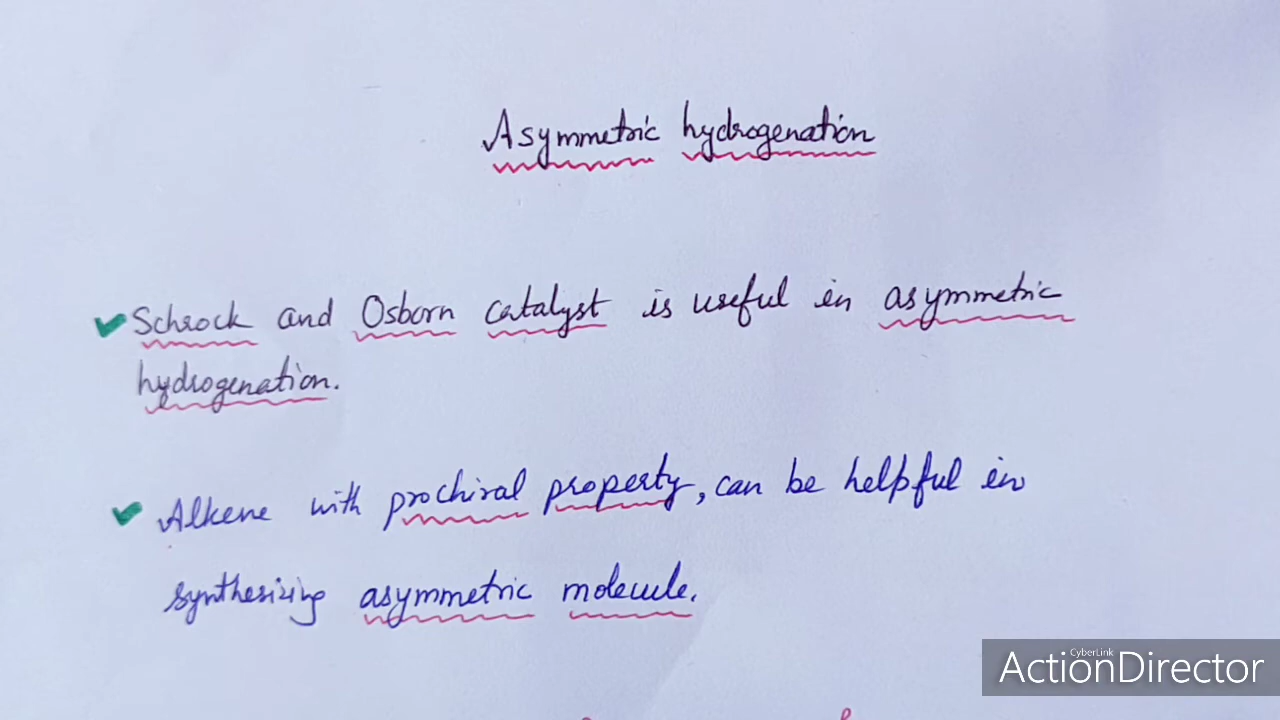 Asymmetric hydrogenation
Schrock and Osborn catalyst is useful in asymmetric
hydrogenation.
Alkene with prochiral property, can be helpful in
synthesizing asymmetric molecule.
CyberLink
ActionDirector